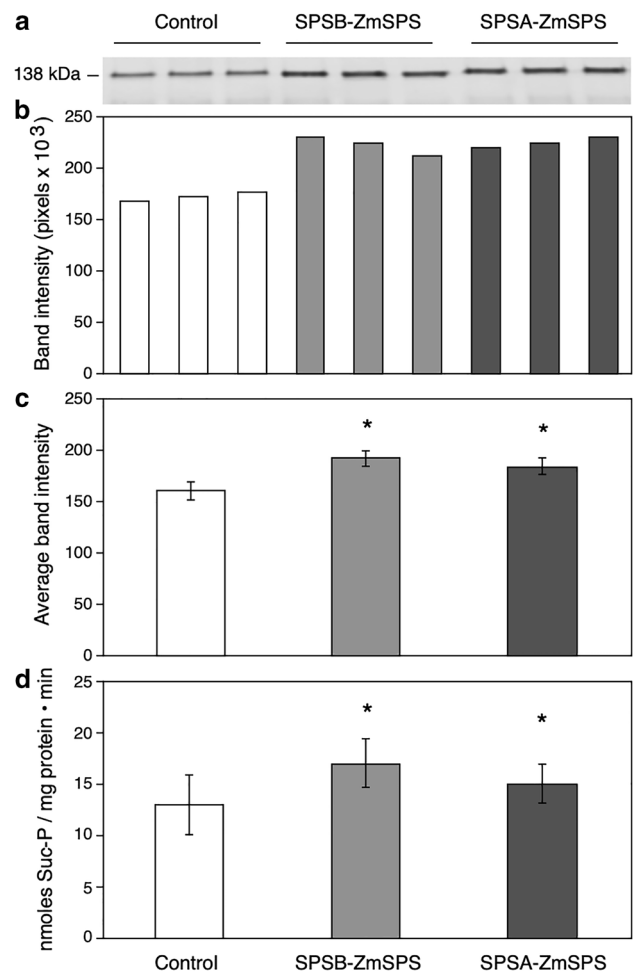 a Control SPSB-ZmSPS SPSA-ZmSPS
138 kDa –
b
Band intensity (pixels x 10³)
250
200
150
100
50
0
c
Average band intensity
250
200
150
100
50
0
* *
d
nmoles Suc-P / mg protein • min
25
20
15
10
5
0
* *
Control SPSB-ZmSPS SPSA-ZmSPS